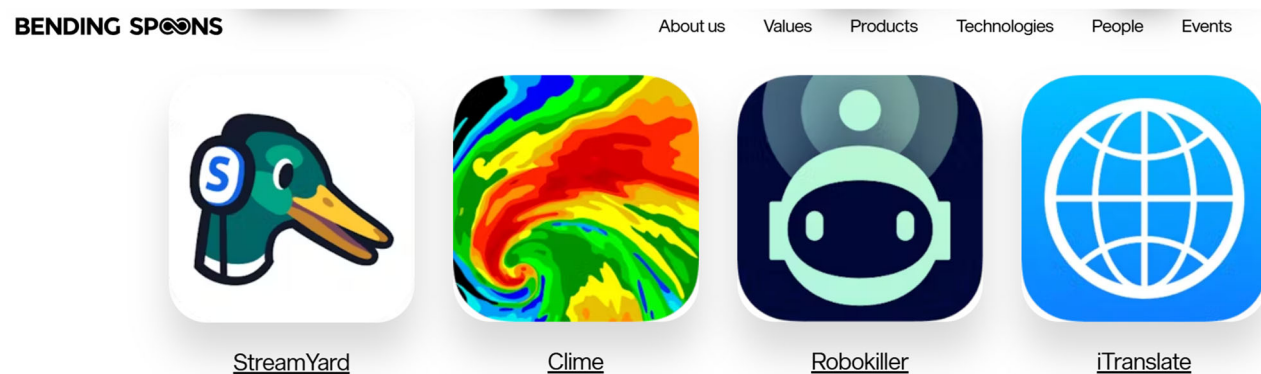 BENDING SPOONS About us Values Products Technologies People Events
S
StreamYard Clime Robokiller iTranslate